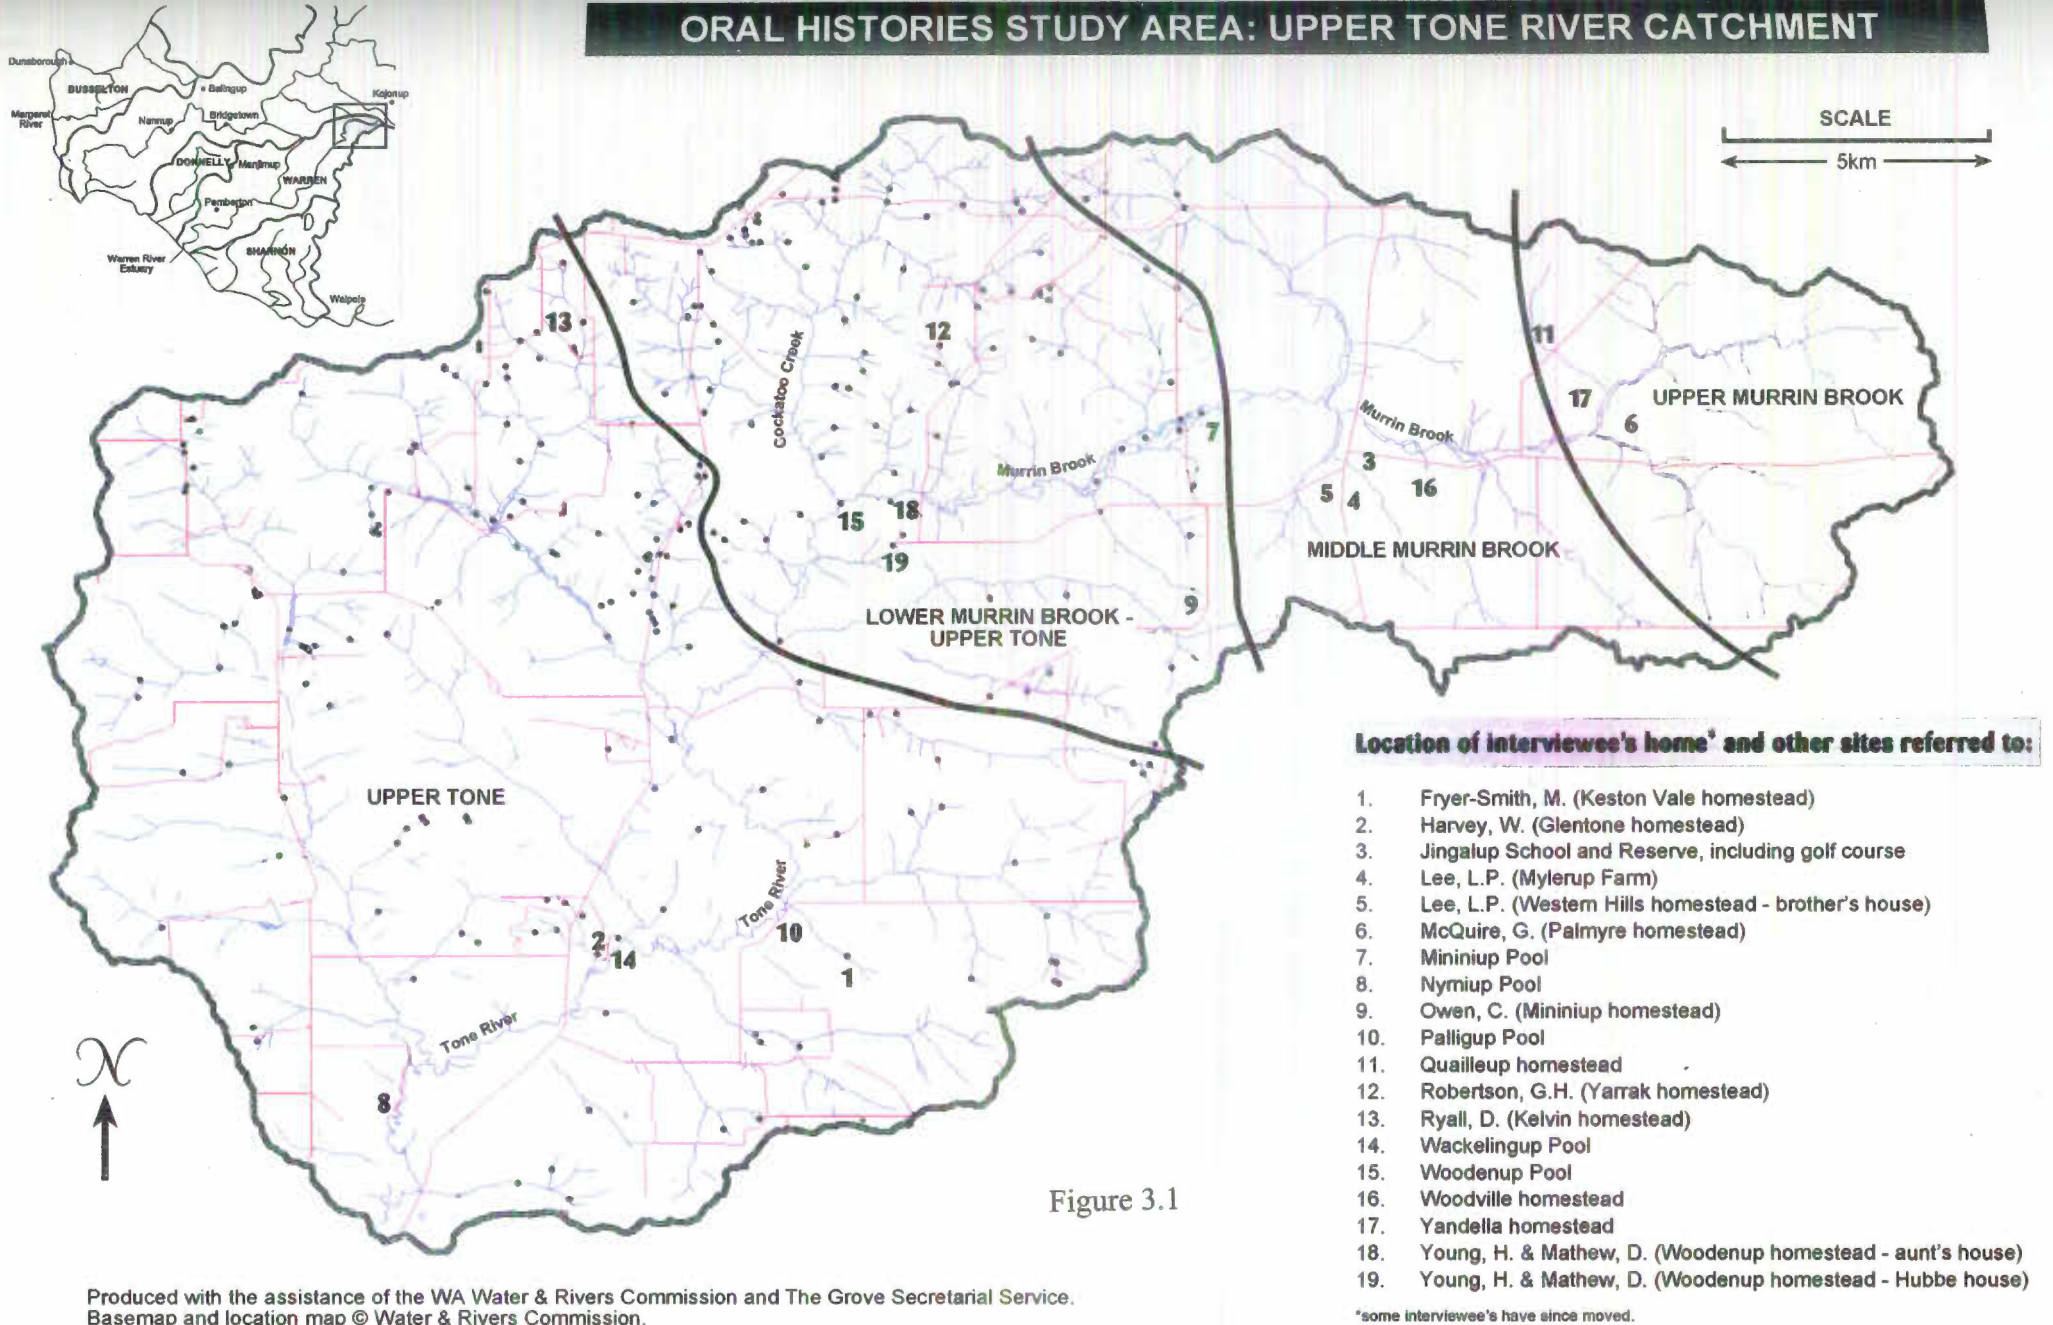 ORAL HISTORIES STUDY AREA: UPPER TONE RIVER CATCHMENT
Dunsborough
BUSSELTON
Balingup
Kojonup
Margaret
River
Nannup
Bridgetown
DONNELLY
Manjimup
WARREN
Pemberton
SHANNON
Warren River
Estuary
Walpole
SCALE
5km
13
12
11
Cockatoo Creek
17
UPPER MURRIN BROOK
6
Murrin Brook
7
Murrin Brook
3
5
4
16
15
18
19
MIDDLE MURRIN BROOK
9
LOWER MURRIN BROOK -
UPPER TONE
UPPER TONE
Tone River
2
14
10
1
Tone River
8
N
Location of interviewee's home* and other sites referred to:
1. Fryer-Smith, M. (Keston Vale homestead)
2. Harvey, W. (Glentone homestead)
3. Jingalup School and Reserve, including golf course
4. Lee, L.P. (Mylerup Farm)
5. Lee, L.P. (Western Hills homestead - brother's house)
6. McQuire, G. (Palmyre homestead)
7. Mininiup Pool
8. Nymiup Pool
9. Owen, C. (Mininiup homestead)
10. Palligup Pool
11. Quailleup homestead
12. Robertson, G.H. (Yarrak homestead)
13. Ryall, D. (Kelvin homestead)
14. Wackelingup Pool
15. Woodenup Pool
16. Woodville homestead
17. Yandella homestead
18. Young, H. & Mathew, D. (Woodenup homestead - aunt's house)
19. Young, H. & Mathew, D. (Woodenup homestead - Hubbe house)
*some interviewee's have since moved.
Figure 3.1
Produced with the assistance of the WA Water & Rivers Commission and The Grove Secretarial Service.
Basemap and location map © Water & Rivers Commission.